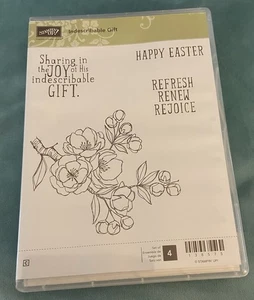 Indescribable Gift
Sharing in
the JOY of His
indescribable
GIFT.
HAPPY EASTER
REFRESH
RENEW
REJOICE
4